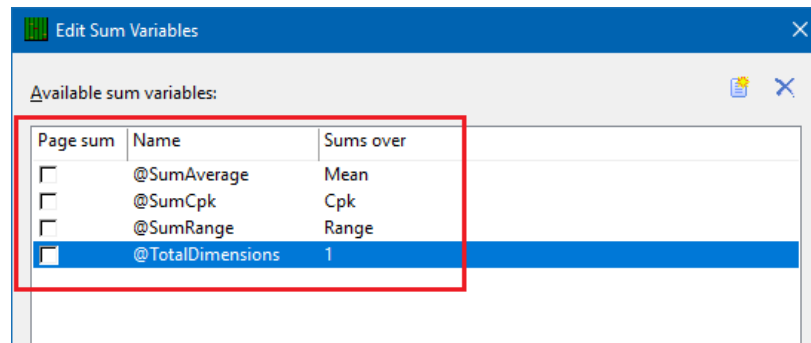 Edit Sum Variables
Available sum variables:
Page sum Name Sums over
@SumAverage Mean
@SumCpk Cpk
@SumRange Range
@TotalDimensions 1